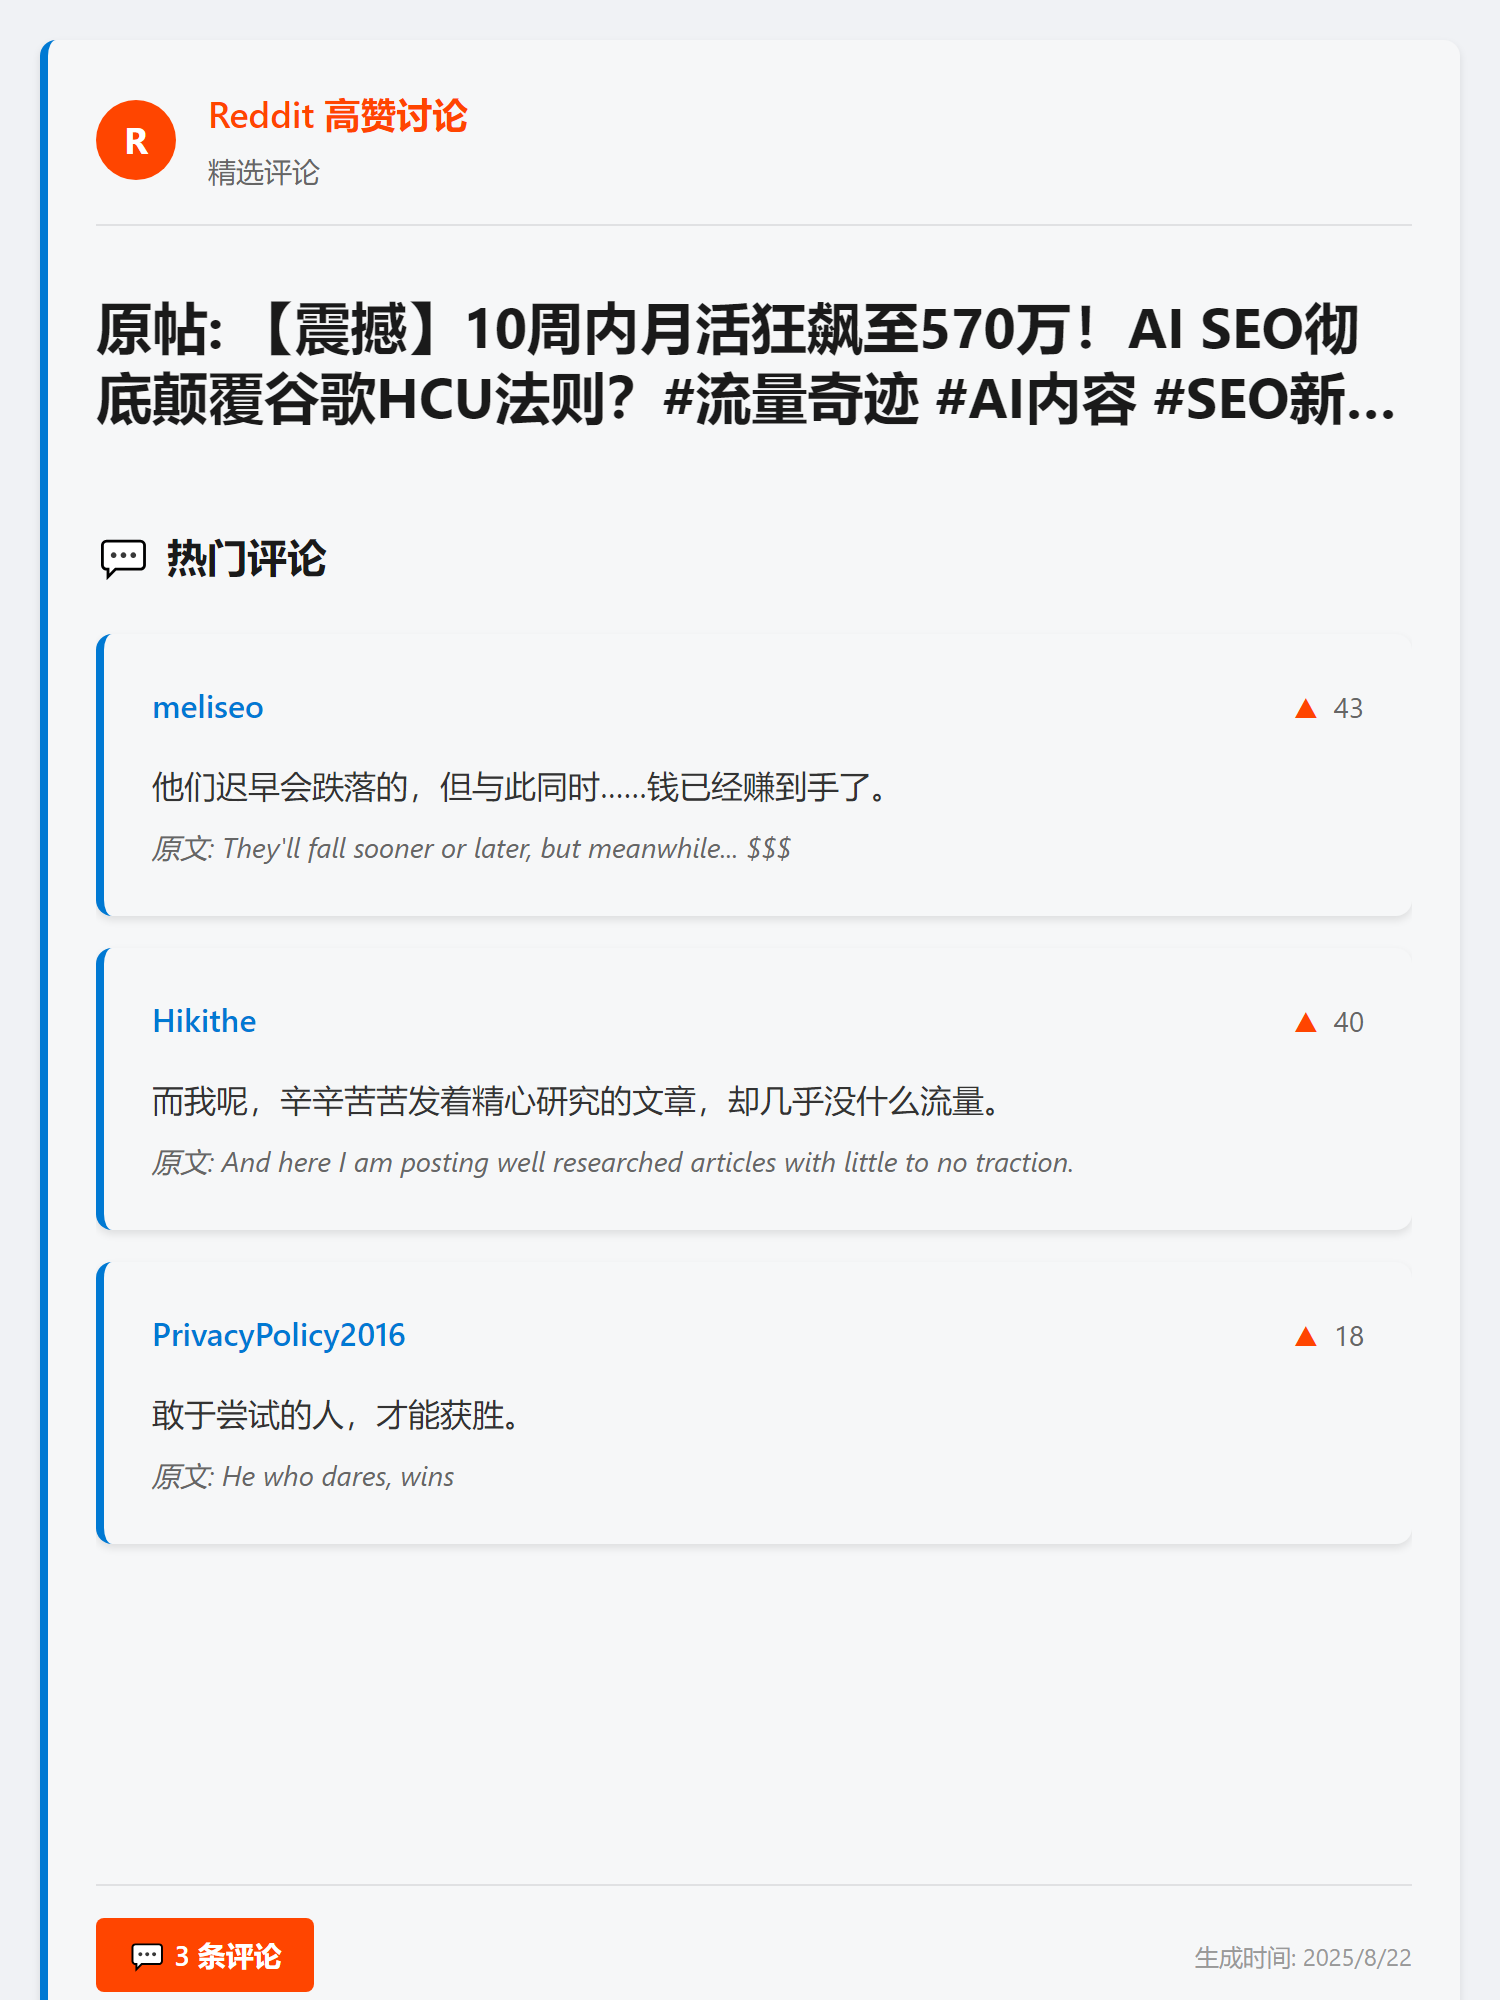 R
Reddit 高赞讨论
精选评论
原帖: 【震撼】10周内月活狂飙至570万！AI SEO彻
底颠覆谷歌HCU法则？#流量奇迹 #AI内容 #SEO新...
热门评论
meliseo
▲ 43
他们迟早会跌落的，但与此同时......钱已经赚到手了。
原文: They'll fall sooner or later, but meanwhile... $$$
Hikithe
▲ 40
而我呢，辛辛苦苦发着精心研究的文章，却几乎没什么流量。
原文: And here I am posting well researched articles with little to no traction.
PrivacyPolicy2016
▲ 18
敢于尝试的人，才能获胜。
原文: He who dares, wins
3 条评论
生成时间: 2025/8/22